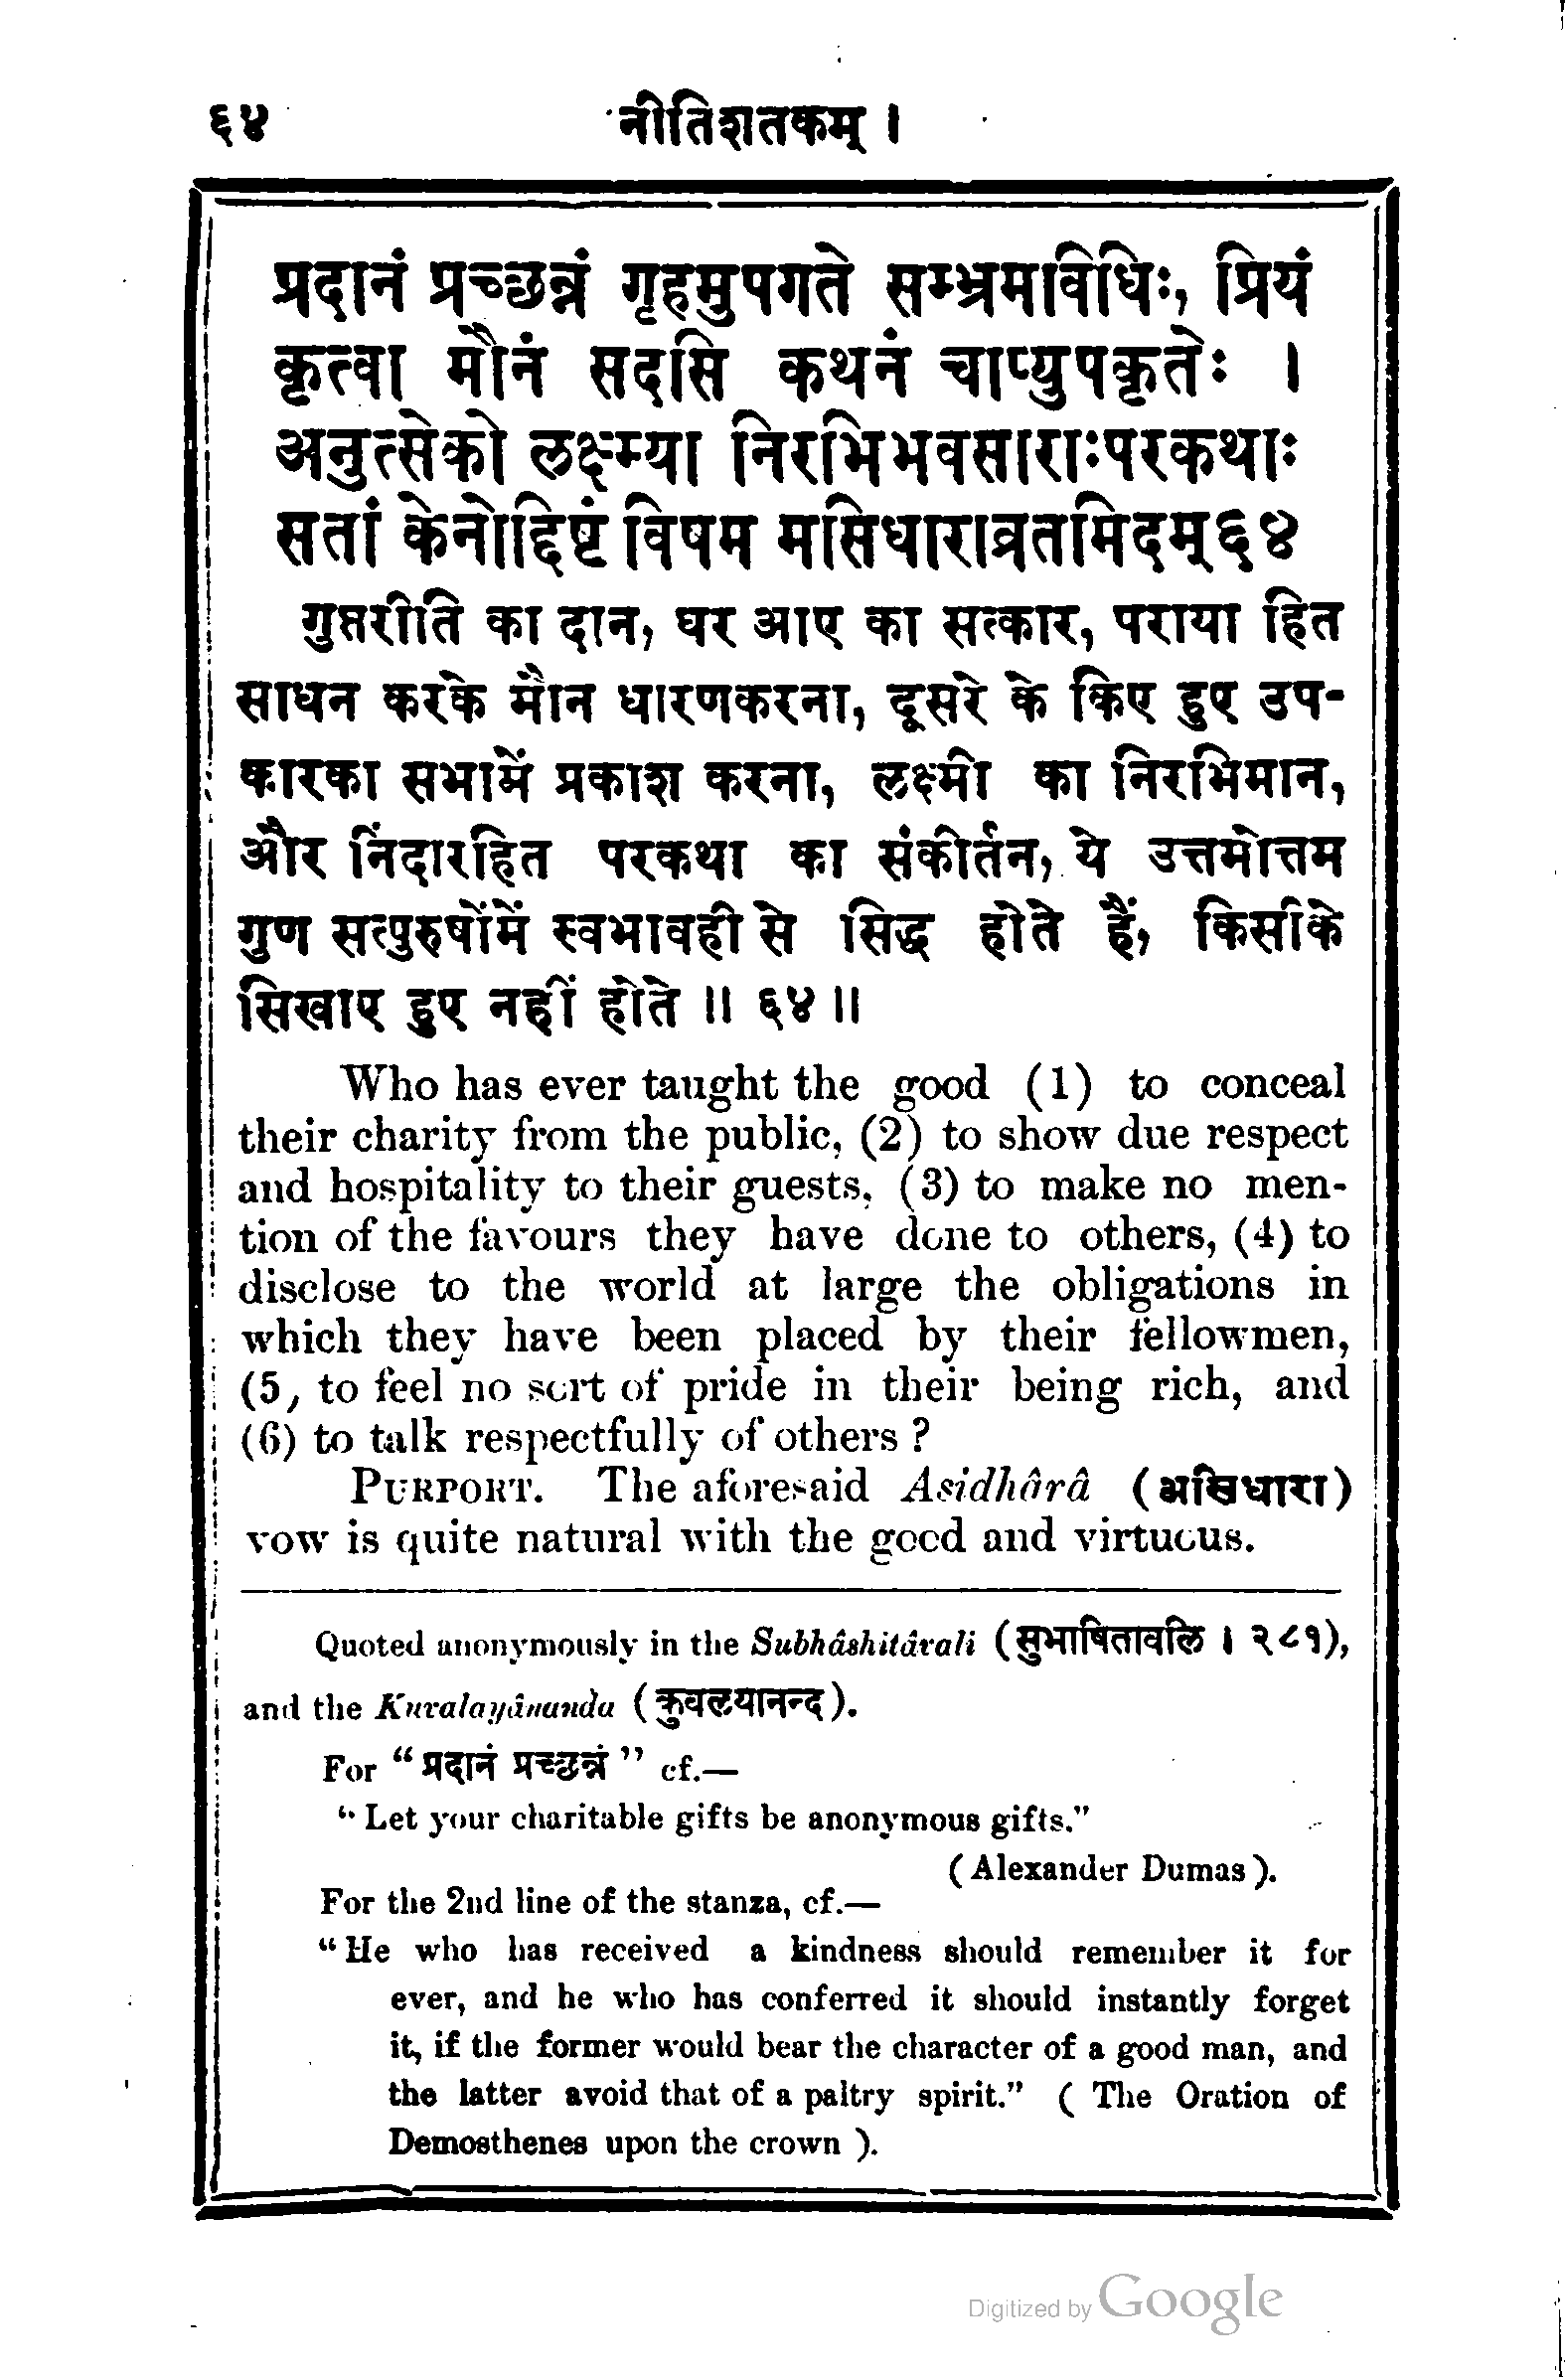 ६४ नीतिशतकम् ।
प्रदानं प्रच्छन्नं गृहमुपगते सम्भ्रमविधिः, प्रियं
कृत्वा मौनं सदसि कथनं चाप्युपकृतेः ।
अनुत्सेको लक्ष्म्या निरभिभवसाराःपरकथाः
सतां केनोद्दिष्टं विषम मसिधाराव्रतमिदम्६४
गुप्तरीति का दान, घर आए का सत्कार, पराया हित
साधन करके मौन धारणकरना, दूसरे के किए हुए उप-
कारका सभामें प्रकाश करना, लक्ष्मी का निरभिमान,
और निंदारहित परकथा का संकीर्तन, ये उत्तमोत्तम
गुण सत्पुरुषोंमें स्वभावही से सिद्ध होते हैं, किसीके
सिखाए हुए नहीं होते ॥ ६४ ॥
Who has ever taught the good (1) to conceal
their charity from the public, (2) to show due respect
and hospitality to their guests, (3) to make no men-
tion of the favours they have done to others, (4) to
disclose to the world at large the obligations in
which they have been placed by their fellowmen,
(5, to feel no sort of pride in their being rich, and
(6) to talk respectfully of others ?
PURPORT. The aforesaid Asidhârâ (असिधारा)
vow is quite natural with the good and virtuous.
Quoted anonymously in the Subhâshitâvali (सुभाषितावलि । २८१),
and the Kuvalayânanda (कुवलयानन्द).
For “ प्रदानं प्रच्छन्नं ” cf.—
“ Let your charitable gifts be anonymous gifts.”
(Alexander Dumas).
For the 2nd line of the stanza, cf.—
“He who has received a kindness should remember it for
ever, and he who has conferred it should instantly forget
it, if the former would bear the character of a good man, and
the latter avoid that of a paltry spirit.” ( The Oration of
Demosthenes upon the crown ).
Digitized by Google